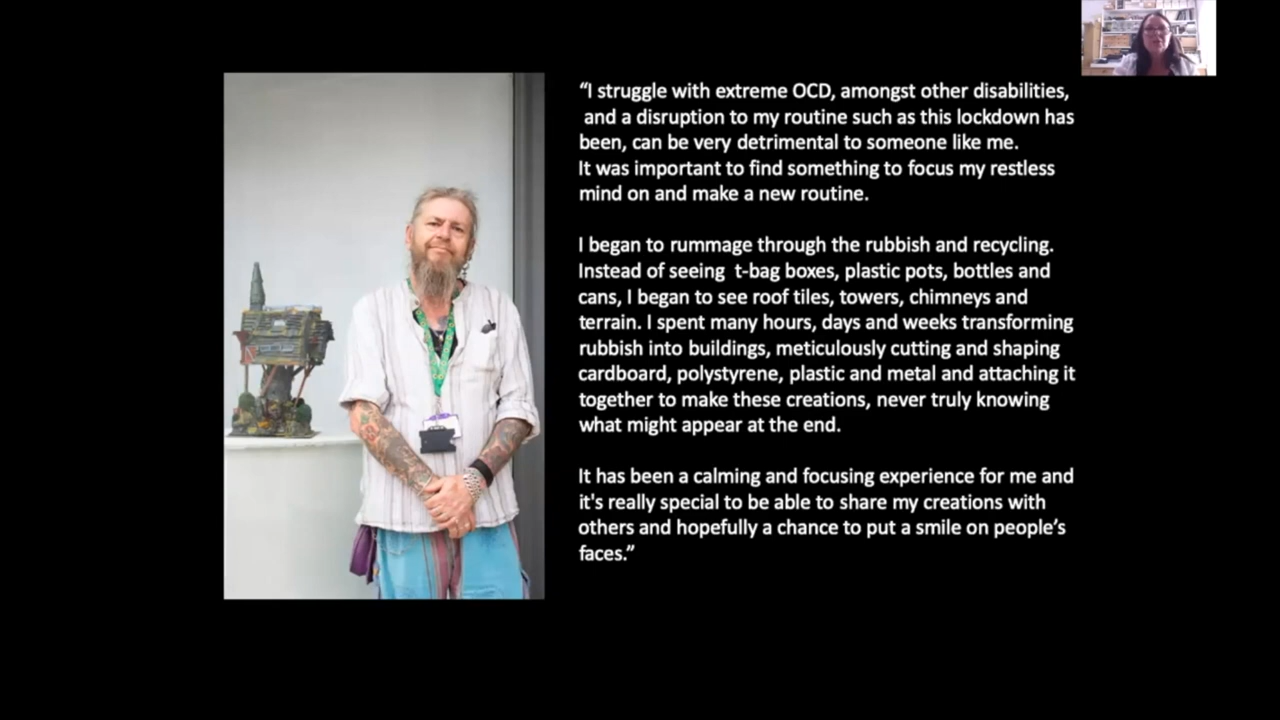 “I struggle with extreme OCD, amongst other disabilities,
and a disruption to my routine such as this lockdown has
been, can be very detrimental to someone like me.
It was important to find something to focus my restless
mind on and make a new routine.
I began to rummage through the rubbish and recycling.
Instead of seeing t-bag boxes, plastic pots, bottles and
cans, I began to see roof tiles, towers, chimneys and
terrain. I spent many hours, days and weeks transforming
rubbish into buildings, meticulously cutting and shaping
cardboard, polystyrene, plastic and metal and attaching it
together to make these creations, never truly knowing
what might appear at the end.
It has been a calming and focusing experience for me and
it's really special to be able to share my creations with
others and hopefully a chance to put a smile on people’s
faces.”